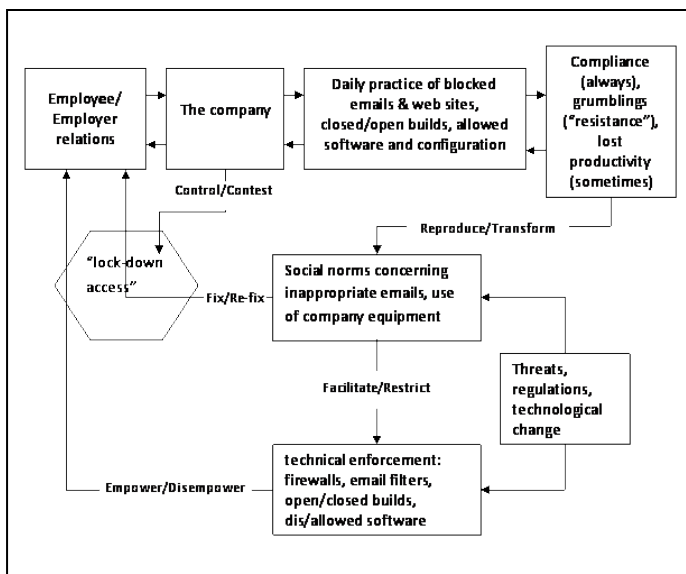 Employee/
Employer
relations
The company
Daily practice of blocked
emails & web sites,
closed/open builds, allowed
software and configuration
Compliance
(always),
grumblings
("resistance"),
lost
productivity
(sometimes)
Control/Contest
Reproduce/Transform
"lock-down
access"
Fix/Re-fix
Social norms concerning
inappropriate emails, use
of company equipment
Facilitate/Restrict
Threats,
regulations,
technological
change
Empower/Disempower
technical enforcement:
firewalls, email filters,
open/closed builds,
dis/allowed software